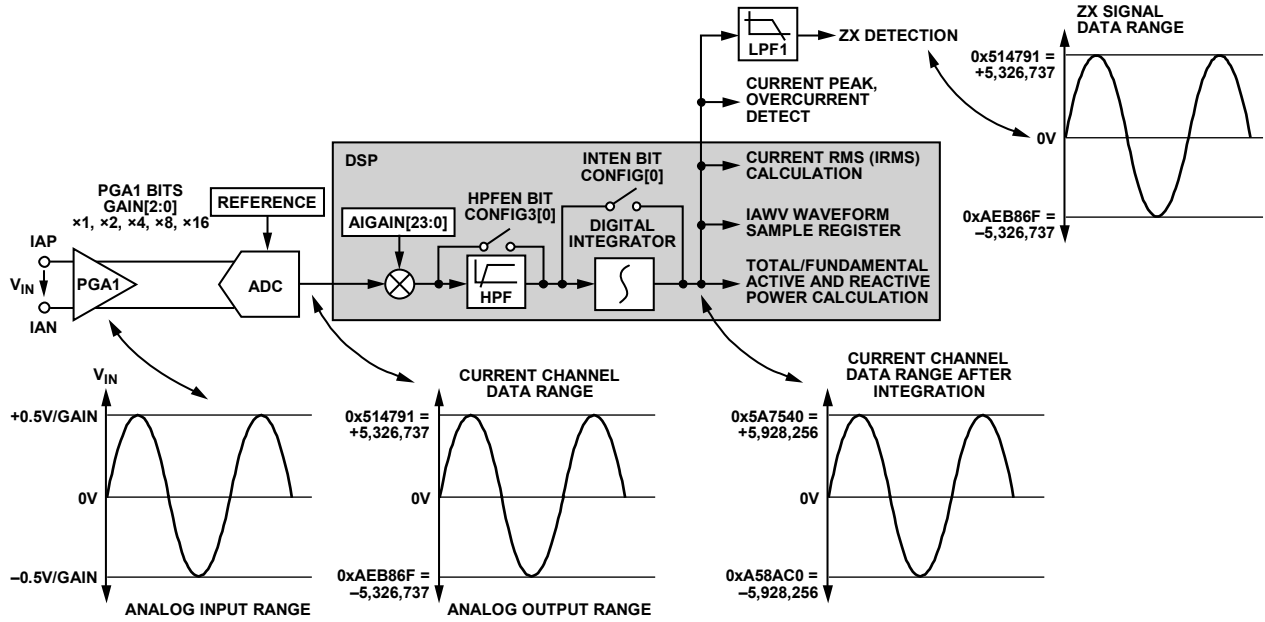 ZX SIGNAL
DATA RANGE
0x514791 =
+5,326,737
0V
0xAEB86F =
–5,326,737
LPF1
ZX DETECTION
CURRENT PEAK,
OVERCURRENT
DETECT
DSP
PGA1 BITS
GAIN[2:0]
×1, ×2, ×4, ×8, ×16
REFERENCE
AIGAIN[23:0]
HPFEN BIT
CONFIG3[0]
INTEN BIT
CONFIG[0]
DIGITAL
INTEGRATOR
CURRENT RMS (IRMS)
CALCULATION
IAWV WAVEFORM
SAMPLE REGISTER
TOTAL/FUNDAMENTAL
ACTIVE AND REACTIVE
POWER CALCULATION
IAP
VIN
IAN
PGA1
ADC
HPF
VIN
+0.5V/GAIN
0V
–0.5V/GAIN
ANALOG INPUT RANGE
CURRENT CHANNEL
DATA RANGE
0x514791 =
+5,326,737
0V
0xAEB86F =
–5,326,737
ANALOG OUTPUT RANGE
CURRENT CHANNEL
DATA RANGE AFTER
INTEGRATION
0x5A7540 =
+5,928,256
0V
0xA58AC0 =
–5,928,256